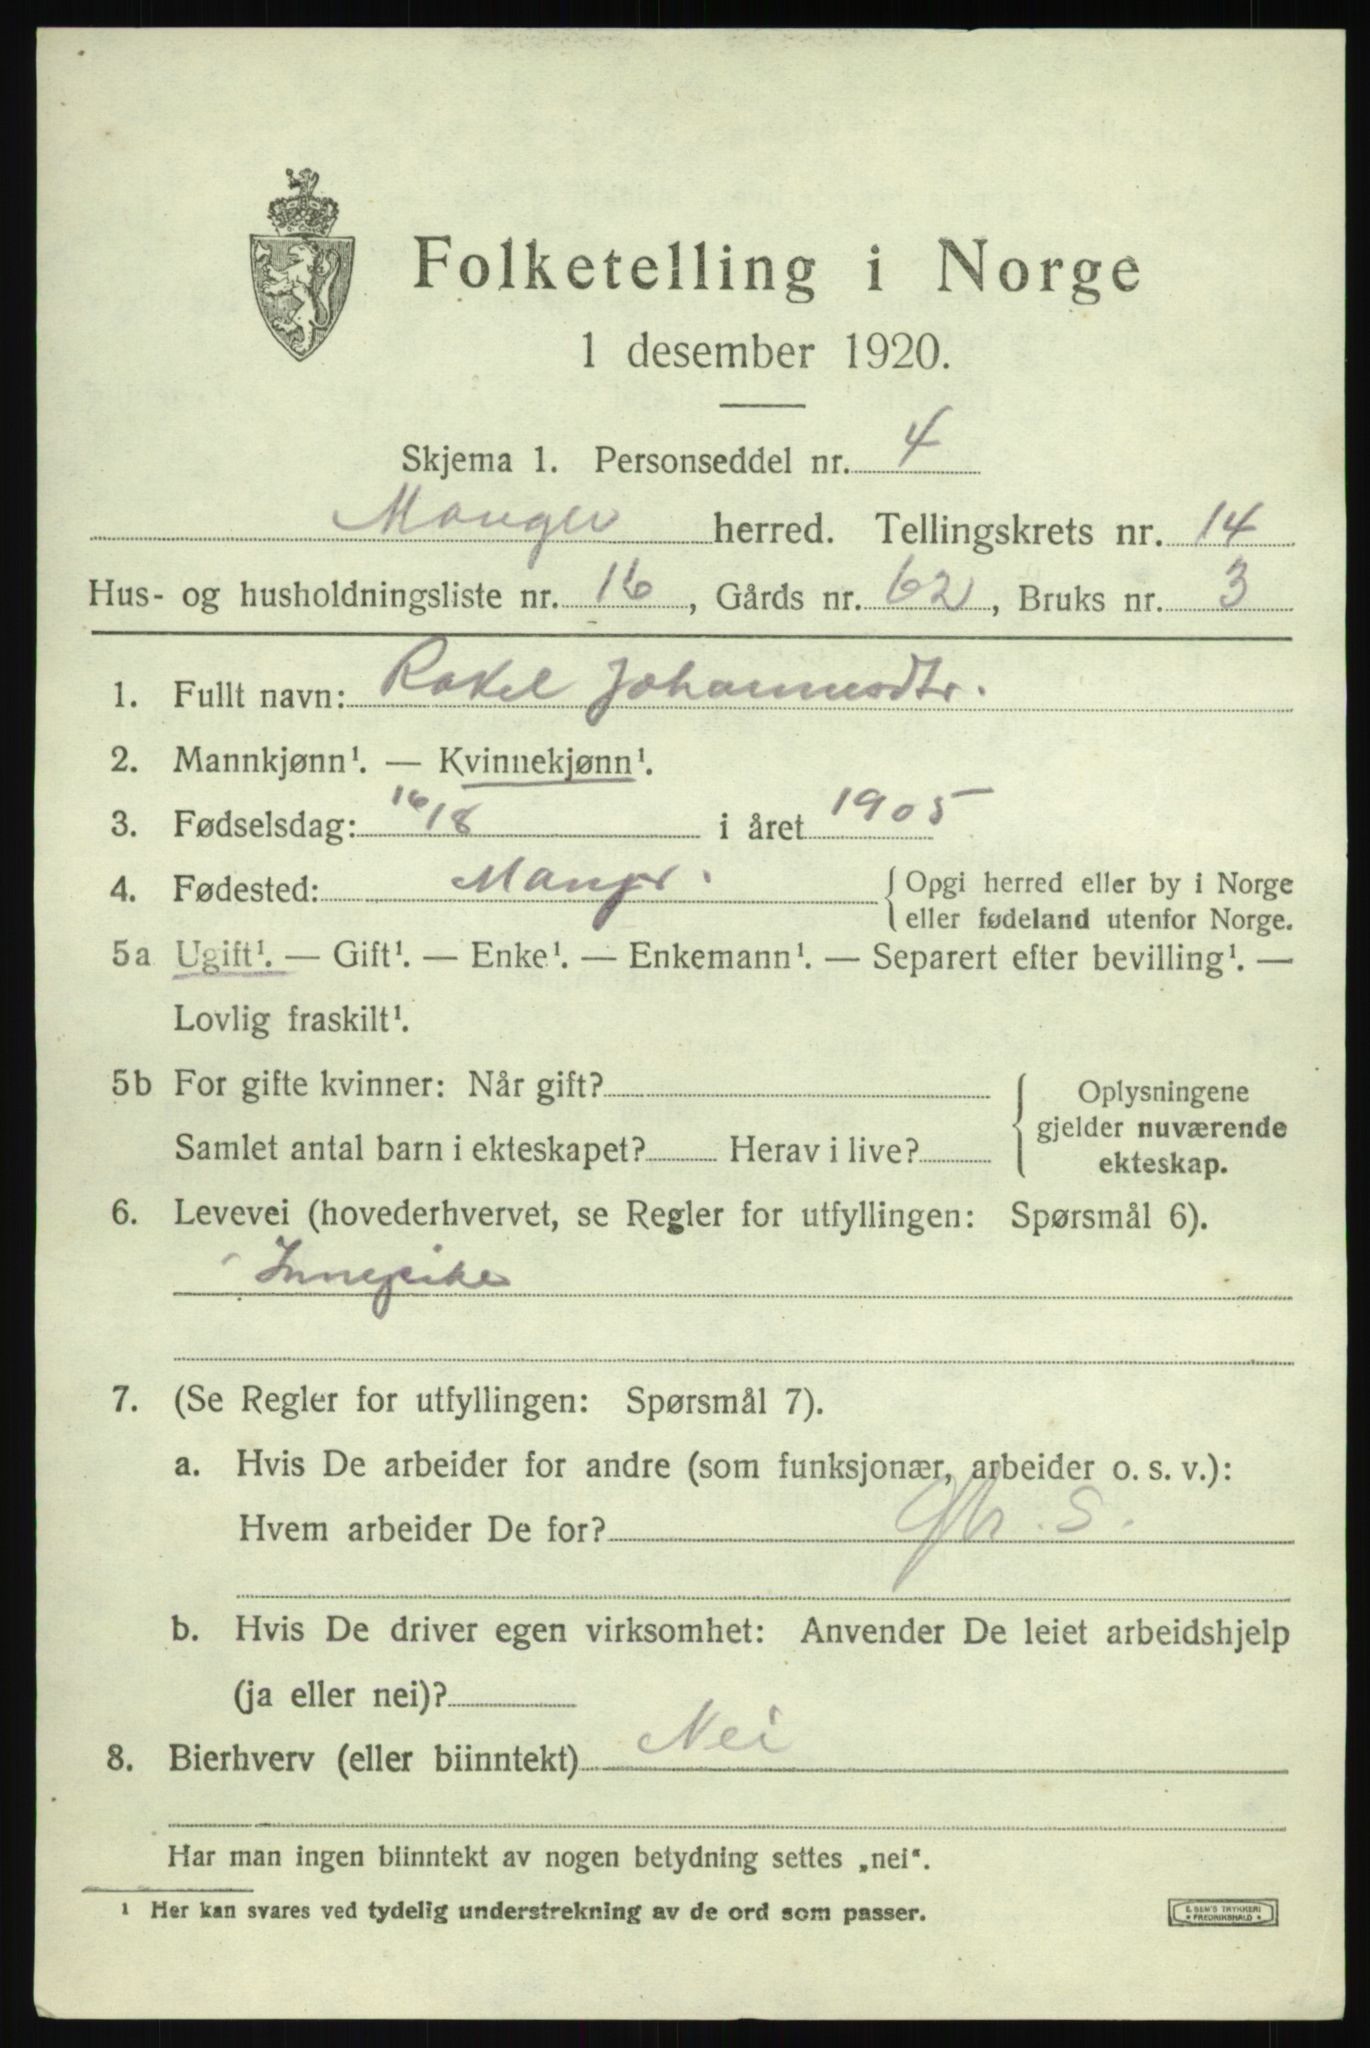 Folketelling i Norge
1 desember 1920.
Skjema 1. Personseddel nr. 4
Manger herred. Tellingskrets nr. 14
Hus- og husholdningsliste nr. 16, Gårds nr. 62, Bruks nr. 3
1. Fullt navn: Rakel Johannesdtr.
2. Mannkjønn¹. — Kvinnekjønn¹.
3. Fødselsdag: 16/8 i året 1905
4. Fødested: Manger. { Opgi herred eller by i Norge
eller fødeland utenfor Norge.
5a Ugift¹. — Gift¹. — Enke¹. — Enkemann¹. — Separert efter bevilling¹. —
Lovlig fraskilt¹.
5b For gifte kvinner: Når gift?
Samlet antal barn i ekteskapet? Herav i live?
Oplysningene
gjelder nuværende
ekteskap.
6. Levevei (hovederhvervet, se Regler for utfyllingen: Spørsmål 6).
Innepike
7. (Se Regler for utfyllingen: Spørsmål 7).
a. Hvis De arbeider for andre (som funksjonær, arbeider o. s. v.):
Hvem arbeider De for? S.
b. Hvis De driver egen virksomhet: Anvender De leiet arbeidshjelp
(ja eller nei)?
8. Bierhverv (eller biinntekt) Nei
Har man ingen biinntekt av nogen betydning settes „nei“.
¹ Her kan svares ved tydelig understrekning av de ord som passer.
E. SEM'S TRYKKERI
* FREDRIKSHALD *